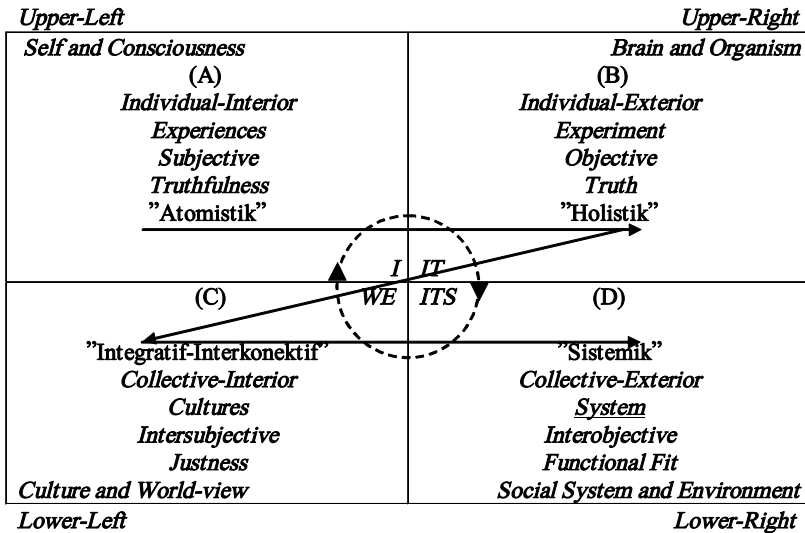 Upper-Left
Upper-Right
Self and Consciousness
Brain and Organism
(A)
(B)
Individual-Interior
Individual-Exterior
Experiences
Experiment
Subjective
Objective
Truthfulness
Truth
”Atomistik”
”Holistik”
I
IT
WE
ITS
(C)
(D)
”Integratif-Interkonektif”
”Sistemik”
Collective-Interior
Collective-Exterior
Cultures
System
Intersubjective
Interobjective
Justness
Functional Fit
Culture and World-view
Social System and Environment
Lower-Left
Lower-Right